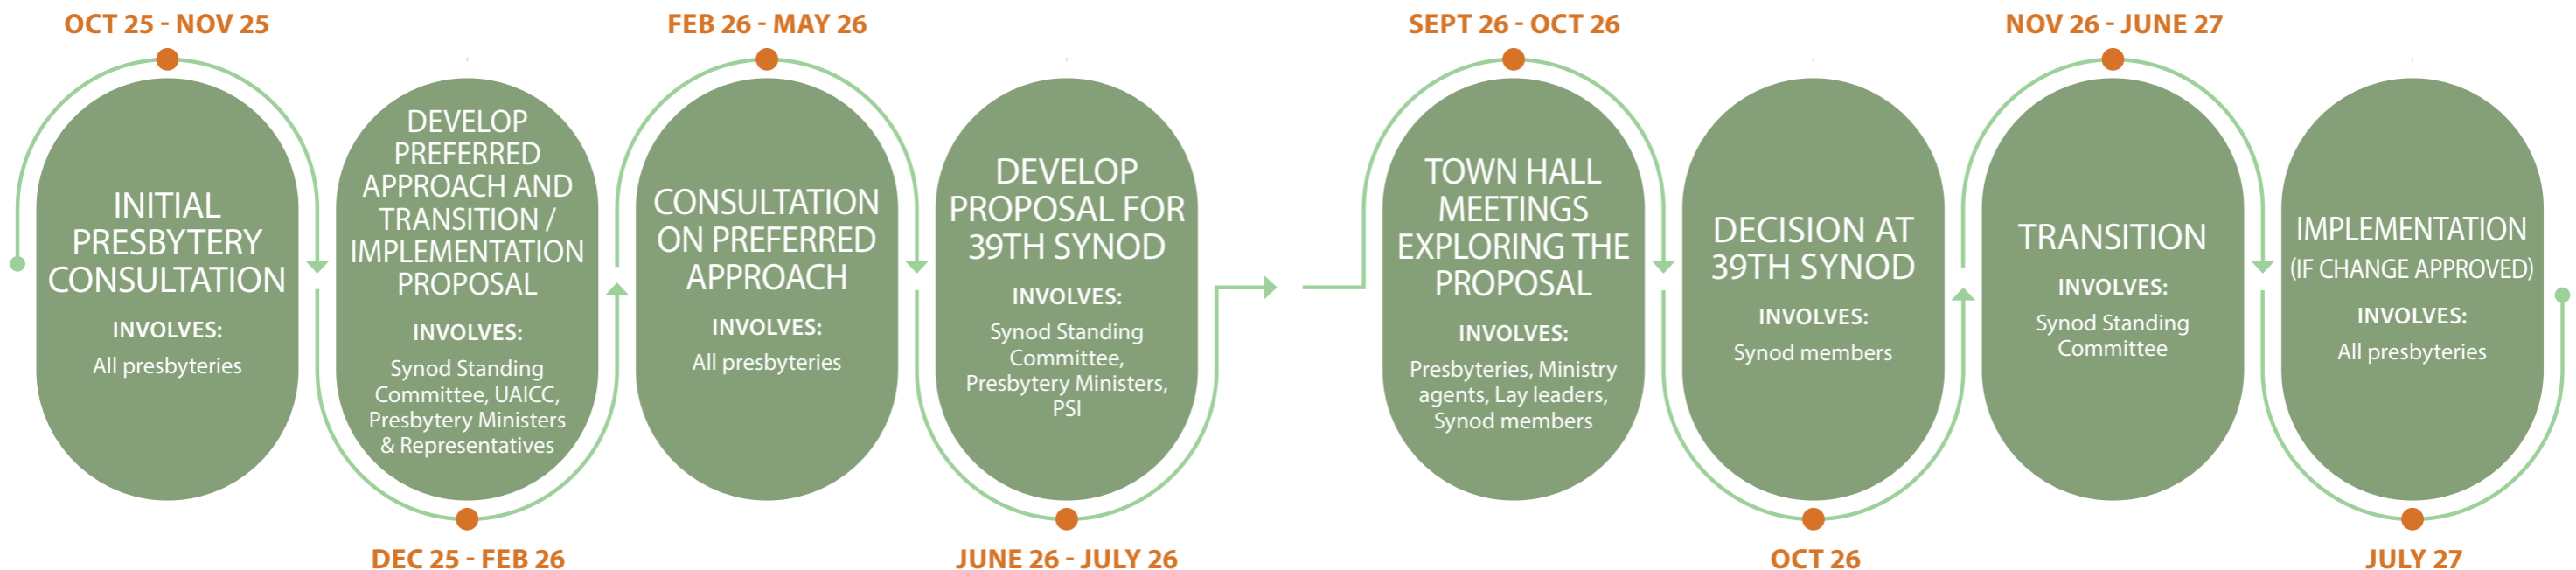 OCT 25 - NOV 25
INITIAL
PRESBYTERY
CONSULTATION
INVOLVES:
All presbyteries
DEVELOP
PREFERRED
APPROACH AND
TRANSITION /
IMPLEMENTATION
PROPOSAL
INVOLVES:
Synod Standing
Committee, UAICC,
Presbytery Ministers
& Representatives
DEC 25 - FEB 26
FEB 26 - MAY 26
CONSULTATION
ON PREFERRED
APPROACH
INVOLVES:
All presbyteries
DEVELOP
PROPOSAL FOR
39TH SYNOD
INVOLVES:
Synod Standing
Committee,
Presbytery Ministers,
PSI
JUNE 26 - JULY 26
SEPT 26 - OCT 26
TOWN HALL
MEETINGS
EXPLORING THE
PROPOSAL
INVOLVES:
Presbyteries, Ministry
agents, Lay leaders,
Synod members
DECISION AT
39TH SYNOD
INVOLVES:
Synod members
OCT 26
NOV 26 - JUNE 27
TRANSITION
INVOLVES:
Synod Standing
Committee
IMPLEMENTATION
(IF CHANGE APPROVED)
INVOLVES:
All presbyteries
JULY 27